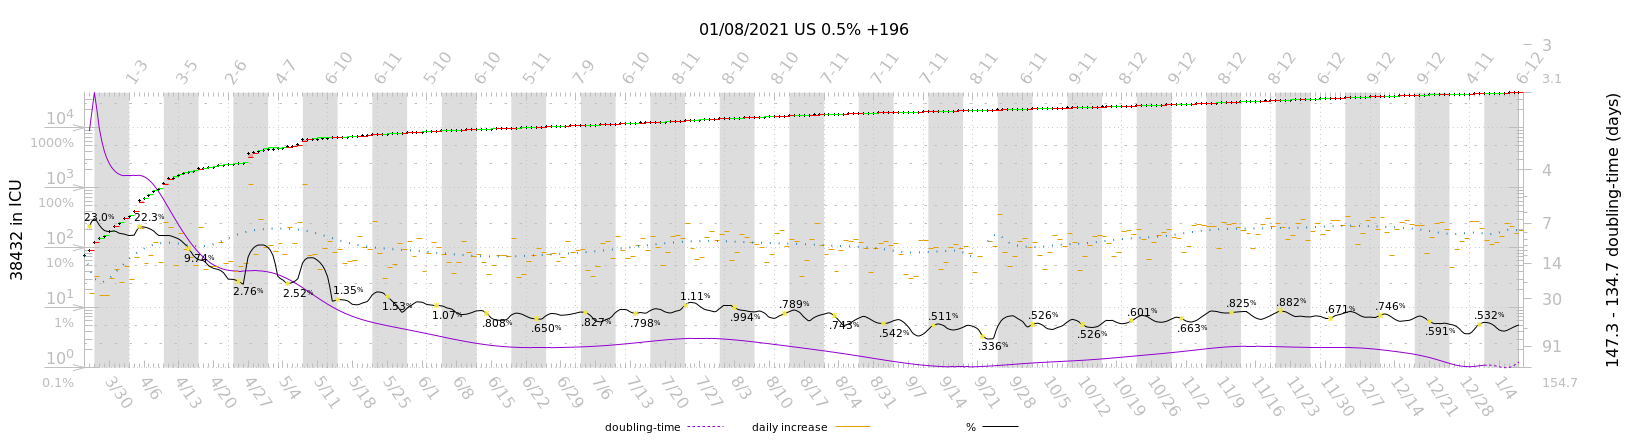 01/08/2021 US 0.5% +196
1-3 3-5 2-6 4-7 6-10 6-11 5-10 6-10 5-11 7-9 6-10 8-11 8-10 8-11 7-11 7-11 7-11 8-11 6-11 9-11 8-12 9-12 8-12 8-12 6-12 9-12 9-12 4-11 6-12
3
3.1
4
7
14
30
91
154.7
10^4
1000%
10^3
100%
10^2
10%
10^1
1%
10^0
0.1%
38432 in ICU
147.3 - 134.7 doubling-time (days)
23.0% 22.3% 9.74% 2.76% 2.52% 1.35% 1.53% 1.07% .808% .650% .827% .798% 1.11% .994% .789% .743% .542% .511% .336% .526% .526% .601% .663% .825% .882% .671% .746% .591% .532%
3/30 4/6 4/13 4/20 4/27 5/4 5/11 5/18 5/25 6/1 6/8 6/15 6/22 6/29 7/6 7/13 7/20 7/27 8/3 8/10 8/17 8/24 8/31 9/7 9/14 9/21 9/28 10/5 10/12 10/19 10/26 11/2 11/9 11/16 11/23 11/30 12/7 12/14 12/21 12/28 1/4
doubling-time daily increase %